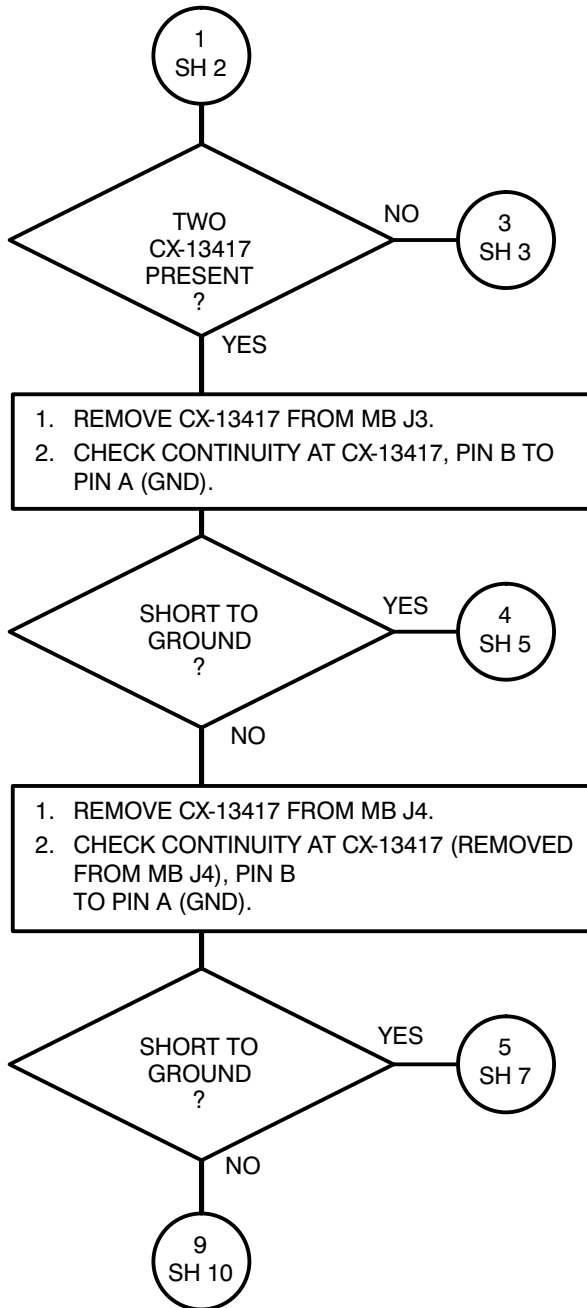 1
SH 2
TWO
CX-13417
PRESENT
?
NO
3
SH 3
YES
1. REMOVE CX-13417 FROM MB J3.
2. CHECK CONTINUITY AT CX-13417, PIN B TO
PIN A (GND).
SHORT TO
GROUND
?
YES
4
SH 5
NO
1. REMOVE CX-13417 FROM MB J4.
2. CHECK CONTINUITY AT CX-13417 (REMOVED
FROM MB J4), PIN B
TO PIN A (GND).
SHORT TO
GROUND
?
YES
5
SH 7
NO
9
SH 10